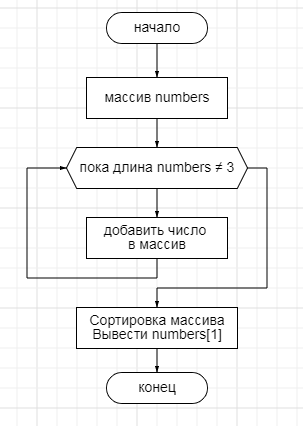 начало
массив numbers
пока длина numbers ≠ 3
добавить число
в массив
Сортировка массива
Вывести numbers[1]
конец